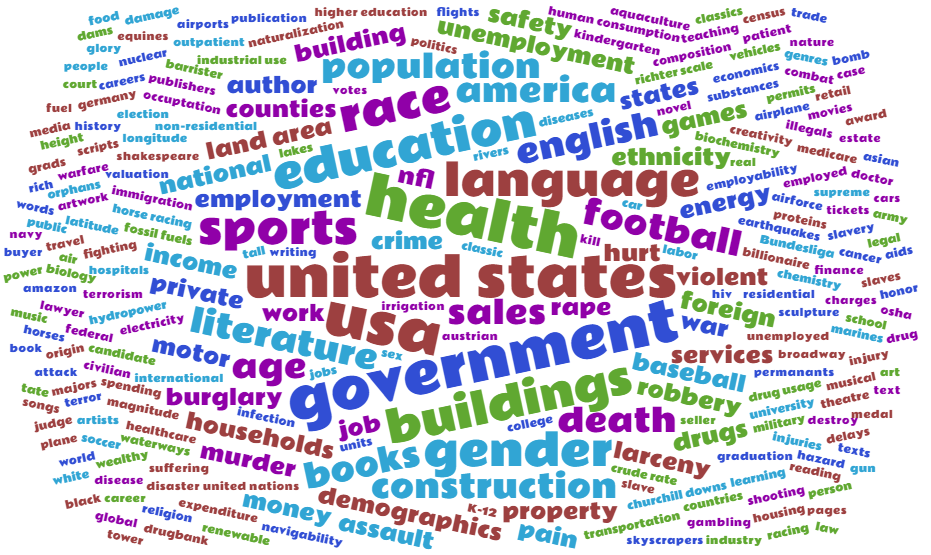 food damage
airports publication
higher education
flights
aquaculture
classics
census trade
dams equines
naturalization
safety
human consumption
teaching
glory
outpatient
building
politics
unemployment
kindergarten
composition patient
nature
people nuclear
barrister
industrial use
population
richter scale
vehicles
genres bomb
court careers publishers
author
votes
america
states
economics
combat case
fuel germany occuptation
counties
race
novel
substances
permits retail
election
land area
education
diseases
english
games
airplane movies
award
media history
non-residential
biochemistry
creativity
illegals
height scripts longitude
lakes
rivers
ethnicity
real
medicare
estate
grads
shakespeare
national
nfl
language
employability
employed doctor
asian
rich warfare valuation
orphans
employment
health
football
car
energy
airforce
supreme
cars
words artwork immigration
sports
proteins
tickets army
public latitude horse racing
crime
classic
kill
hurt
labor
earthquakes slavery
legal
navy
travel fighting fossil fuels
tall writing
Bundesliga
cancer aids
buyer
air
income
united states
violent
billionaire finance
power biology hospitals
chemistry
slaves
amazon terrorism
private
usa
irrigation
sales rape
hiv residential
foreign
charges honor
lawyer hydropower
work
sculpture school
osha
music federal electricity
literature
austrian
government
war
marines drug
horses
motor
sex
unemployed
book origin candidate
age
jobs
services
broadway injury
attack civilian international
baseball
permanants
tate majors spending
burglary
buildings
robbery
drug usage musical art
songs terror magnitude
infection
job
college
death
seller
university theatre text
judge artists healthcare
households
units
drugs
military destroy
medal
plane soccer waterways
gender
larceny
injuries delays
world wealthy
suffering
murder
books
graduation hazard
texts
white disease disaster united nations
construction
crude rate
reading gun
slave
churchill downs learning
black career
expenditure
money
demographics
K-12
property
countries shooting person
global religion
assault
pain
transportation
gambling housing pages
tower drugbank renewable navigability
skyscrapers industry racing law